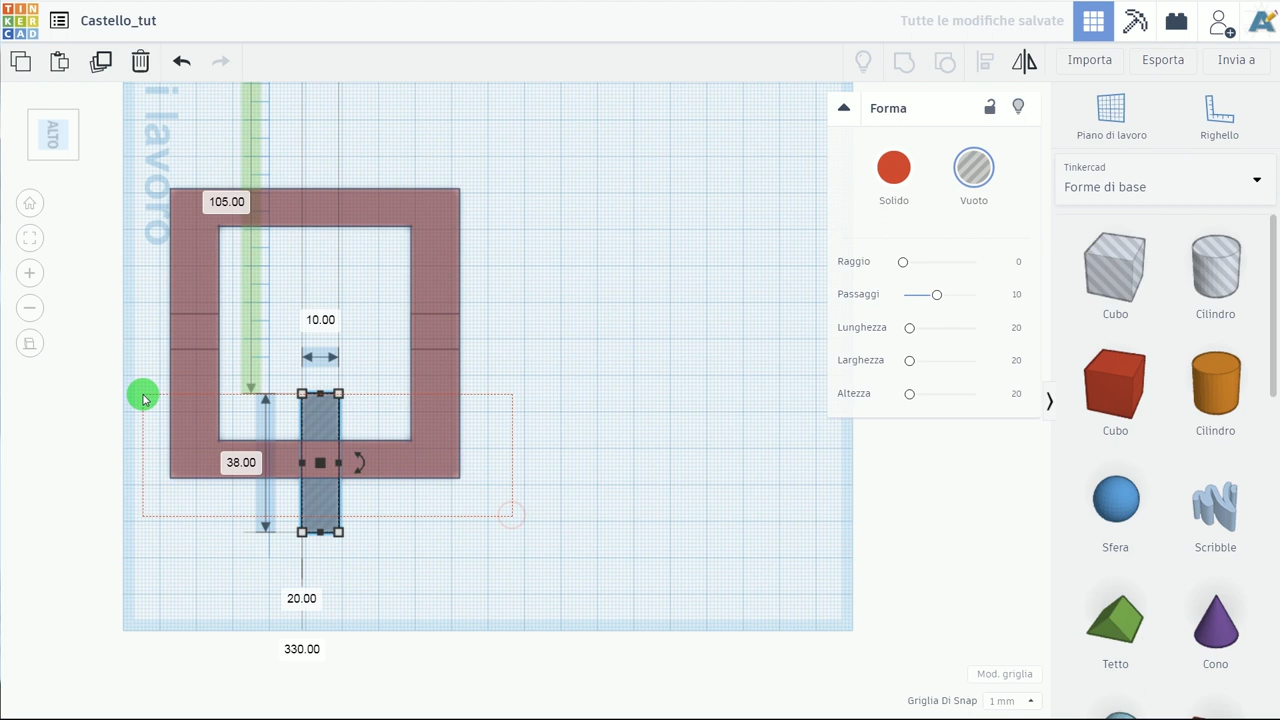 TIN
KER
CAD
Castello_tut
Tutte le modifiche salvate
Importa
Esporta
Invia a
ALTO
i lavoro
105.00
10.00
38.00
20.00
330.00
Forma
Solido
Vuoto
Raggio
0
Passaggi
10
Lunghezza
20
Larghezza
20
Altezza
20
Piano di lavoro
Righello
Tinkercad
Forme di base
Cubo
Cilindro
Cubo
Cilindro
Sfera
Scribble
Tetto
Cono
Mod. griglia
Griglia Di Snap
1 mm